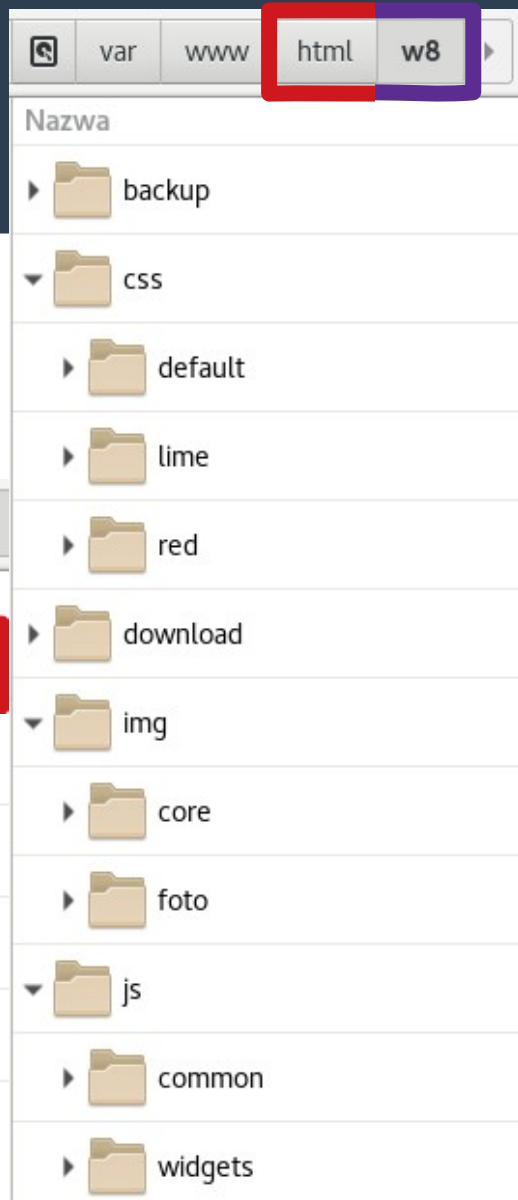 var www html w8
Nazwa
backup
css
default
lime
red
download
img
core
foto
js
common
widgets